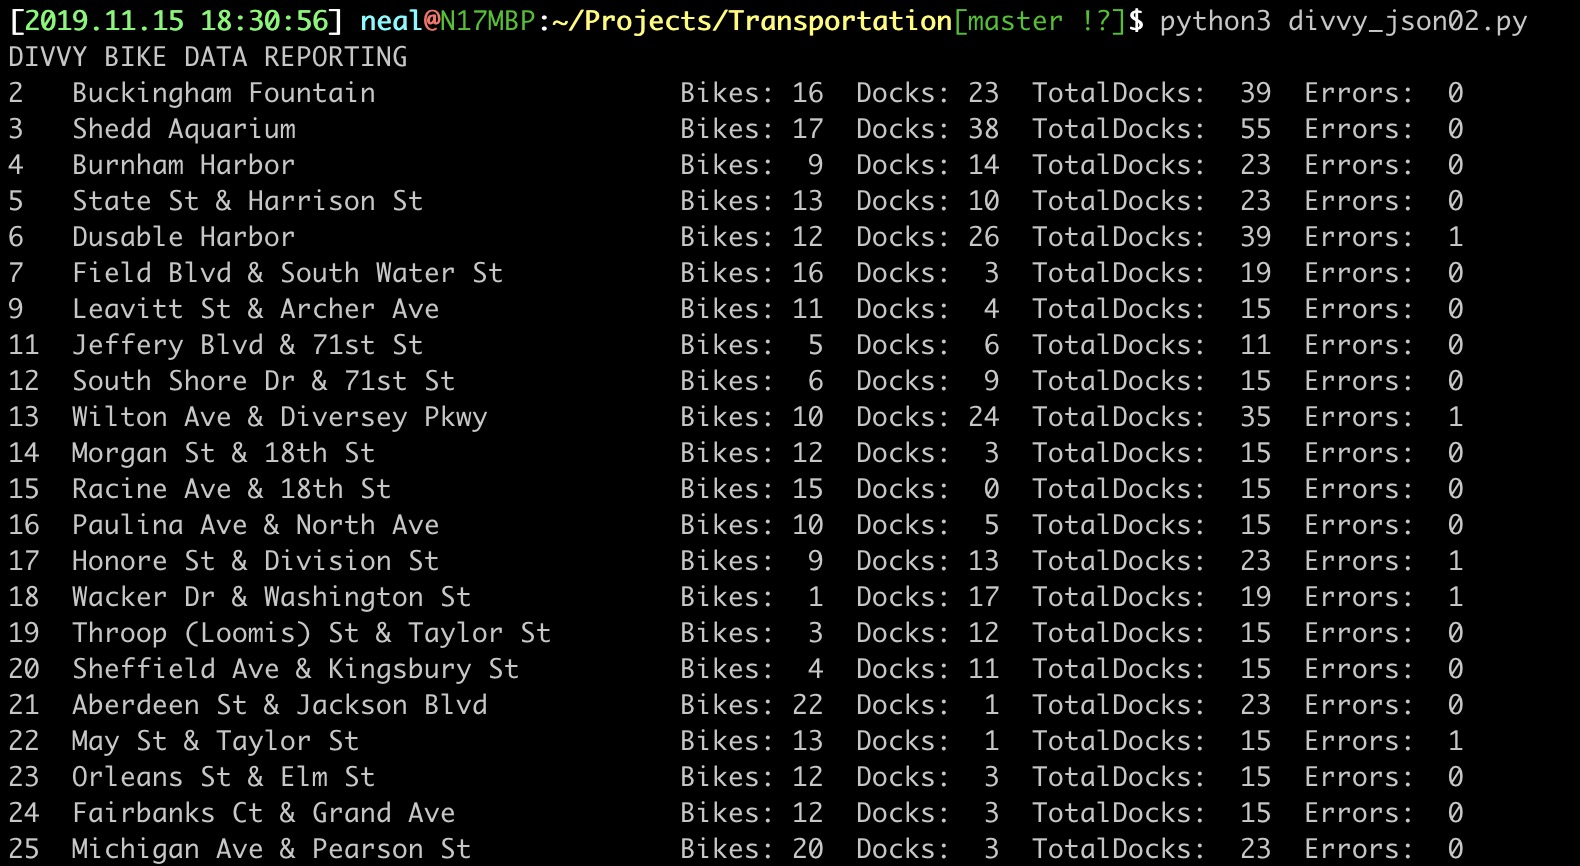 [2019.11.15 18:30:56] neal@N17MBP:~/Projects/Transportation[master !?]$ python3 divvy_json02.py
DIVVY BIKE DATA REPORTING
2   Buckingham Fountain                   Bikes: 16  Docks: 23  TotalDocks:  39  Errors:  0
3   Shedd Aquarium                        Bikes: 17  Docks: 38  TotalDocks:  55  Errors:  0
4   Burnham Harbor                        Bikes:  9  Docks: 14  TotalDocks:  23  Errors:  0
5   State St & Harrison St                Bikes: 13  Docks: 10  TotalDocks:  23  Errors:  0
6   Dusable Harbor                        Bikes: 12  Docks: 26  TotalDocks:  39  Errors:  1
7   Field Blvd & South Water St           Bikes: 16  Docks:  3  TotalDocks:  19  Errors:  0
9   Leavitt St & Archer Ave               Bikes: 11  Docks:  4  TotalDocks:  15  Errors:  0
11  Jeffery Blvd & 71st St                Bikes:  5  Docks:  6  TotalDocks:  11  Errors:  0
12  South Shore Dr & 71st St              Bikes:  6  Docks:  9  TotalDocks:  15  Errors:  0
13  Wilton Ave & Diversey Pkwy            Bikes: 10  Docks: 24  TotalDocks:  35  Errors:  1
14  Morgan St & 18th St                   Bikes: 12  Docks:  3  TotalDocks:  15  Errors:  0
15  Racine Ave & 18th St                  Bikes: 15  Docks:  0  TotalDocks:  15  Errors:  0
16  Paulina Ave & North Ave               Bikes: 10  Docks:  5  TotalDocks:  15  Errors:  0
17  Honore St & Division St               Bikes:  9  Docks: 13  TotalDocks:  23  Errors:  1
18  Wacker Dr & Washington St             Bikes:  1  Docks: 17  TotalDocks:  19  Errors:  1
19  Throop (Loomis) St & Taylor St        Bikes:  3  Docks: 12  TotalDocks:  15  Errors:  0
20  Sheffield Ave & Kingsbury St          Bikes:  4  Docks: 11  TotalDocks:  15  Errors:  0
21  Aberdeen St & Jackson Blvd            Bikes: 22  Docks:  1  TotalDocks:  23  Errors:  0
22  May St & Taylor St                    Bikes: 13  Docks:  1  TotalDocks:  15  Errors:  1
23  Orleans St & Elm St                   Bikes: 12  Docks:  3  TotalDocks:  15  Errors:  0
24  Fairbanks Ct & Grand Ave              Bikes: 12  Docks:  3  TotalDocks:  15  Errors:  0
25  Michigan Ave & Pearson St             Bikes: 20  Docks:  3  TotalDocks:  23  Errors:  0